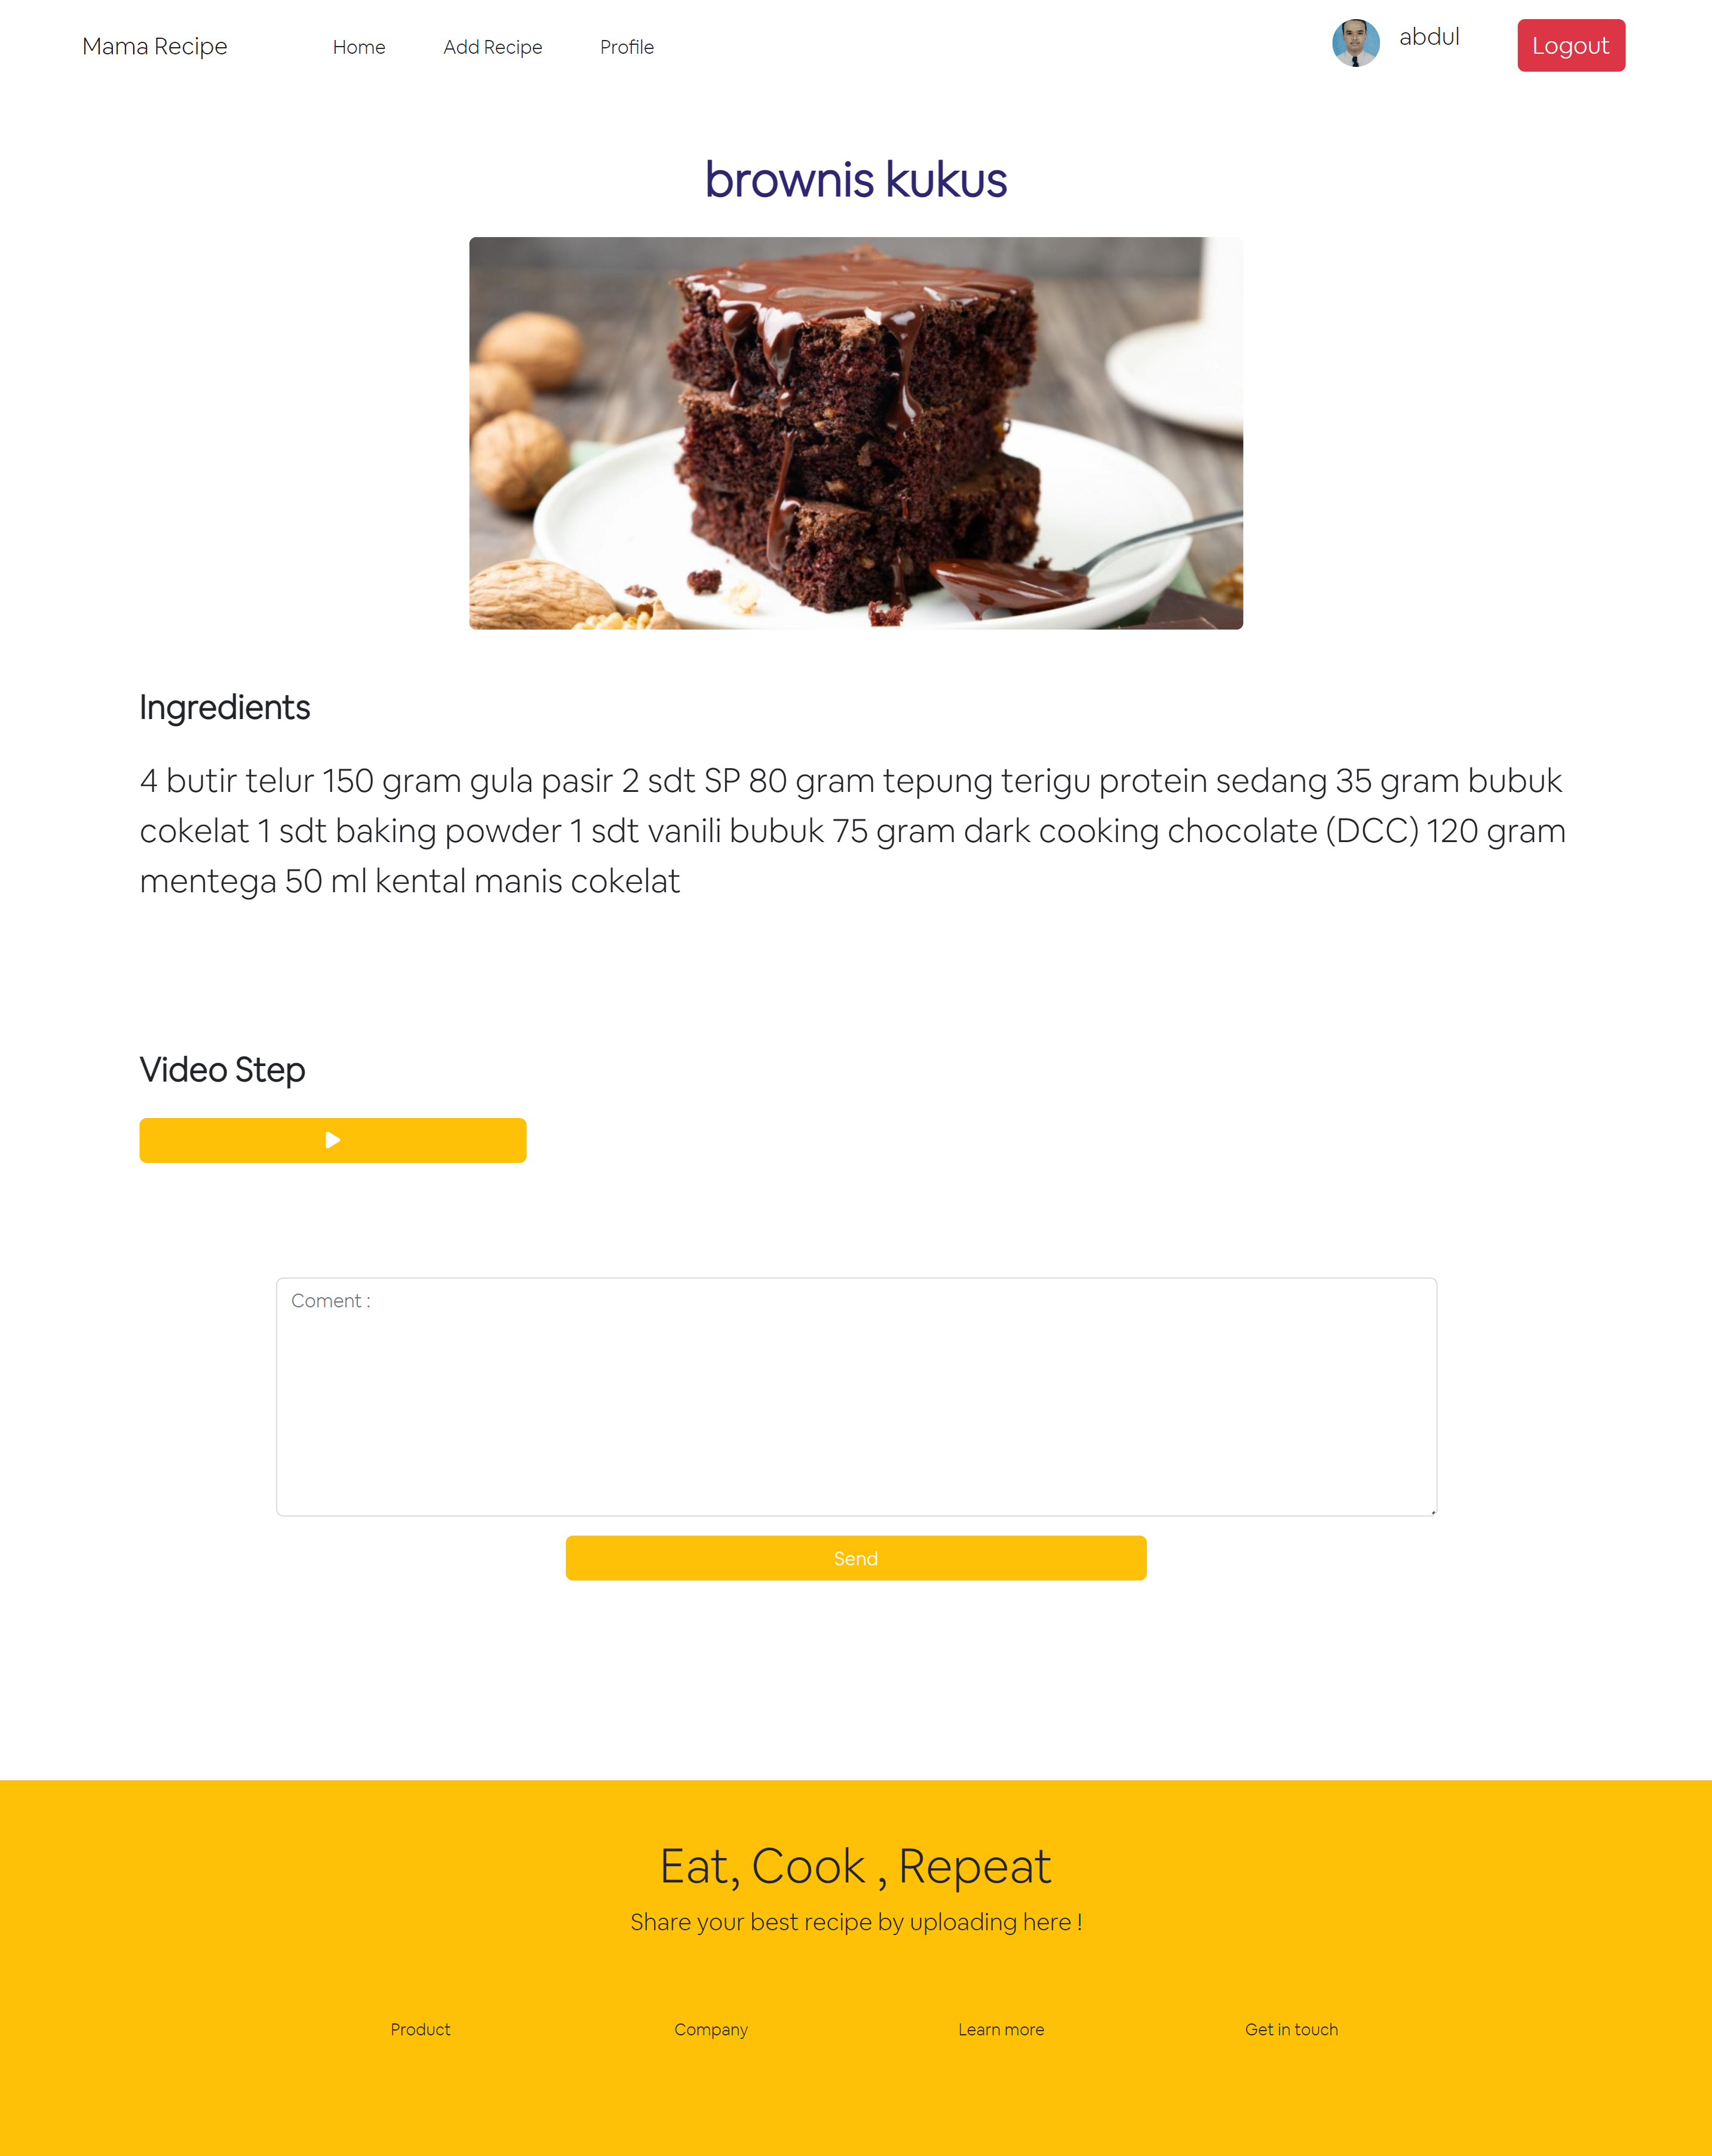 Mama Recipe Home Add Recipe Profile abdul Logout
brownis kukus
Ingredients
4 butir telur 150 gram gula pasir 2 sdt SP 80 gram tepung terigu protein sedang 35 gram bubuk
cokelat 1 sdt baking powder 1 sdt vanili bubuk 75 gram dark cooking chocolate (DCC) 120 gram
mentega 50 ml kental manis cokelat
Video Step
Coment :
Send
Eat, Cook , Repeat
Share your best recipe by uploading here !
Product Company Learn more Get in touch